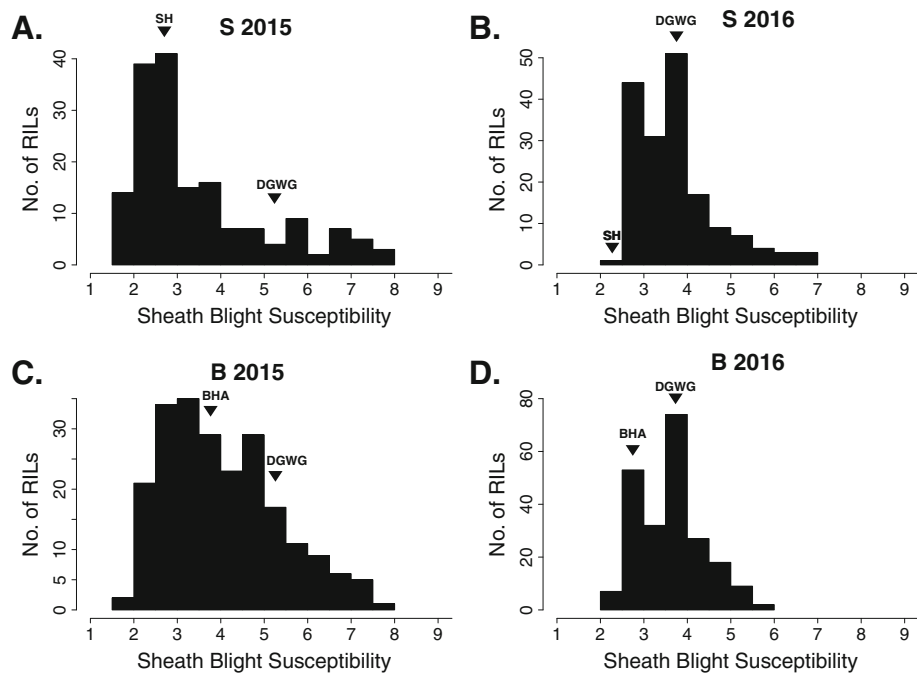 A.
S 2015
SH
DGWG
No. of RILs
0
10
20
30
40
1 2 3 4 5 6 7 8 9
Sheath Blight Susceptibility
B.
S 2016
DGWG
SH
No. of RILs
0
10
20
30
40
50
1 2 3 4 5 6 7 8 9
Sheath Blight Susceptibility
C.
B 2015
BHA
DGWG
No. of RILs
0
5
10
20
30
1 2 3 4 5 6 7 8 9
Sheath Blight Susceptibility
D.
B 2016
DGWG
BHA
No. of RILs
0
20
40
60
80
1 2 3 4 5 6 7 8 9
Sheath Blight Susceptibility